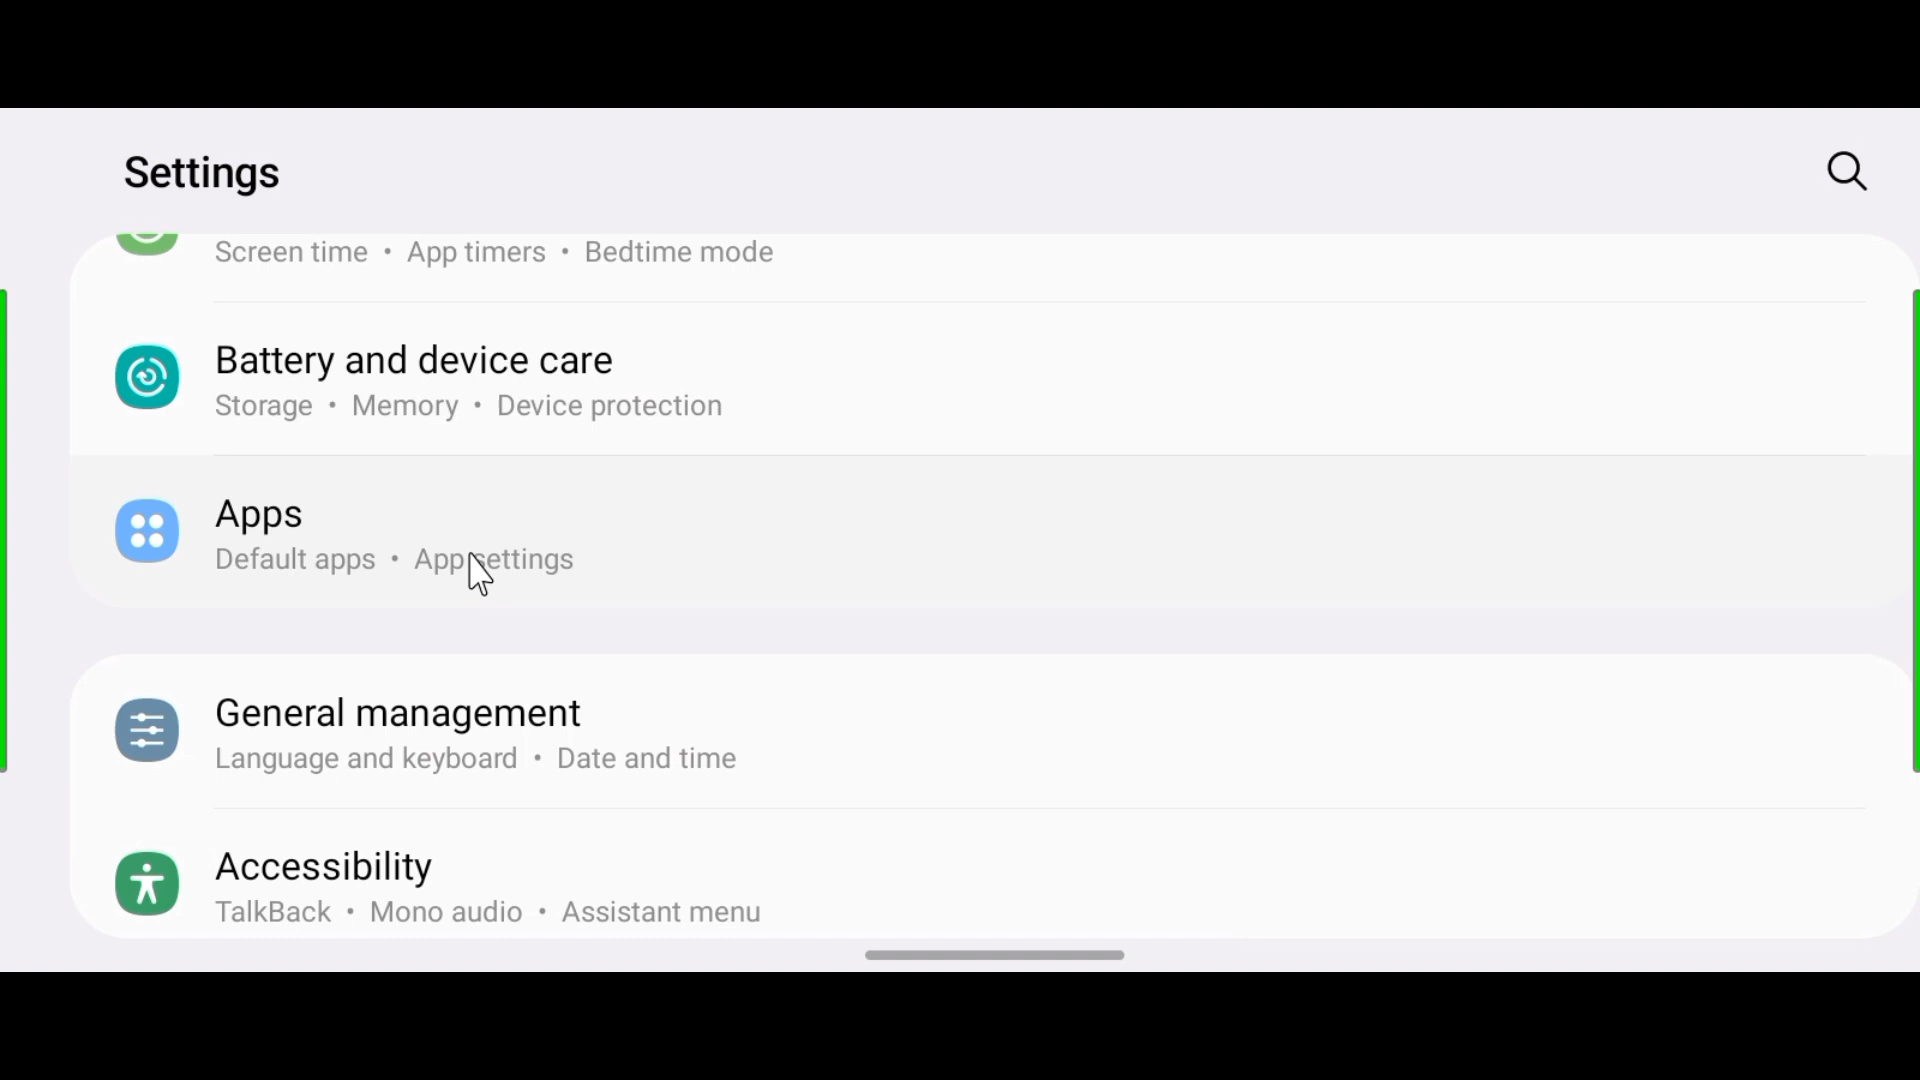 Settings
Screen time • App timers • Bedtime mode
Battery and device care
Storage • Memory • Device protection
Apps
Default apps • App settings
General management
Language and keyboard • Date and time
Accessibility
TalkBack • Mono audio • Assistant menu